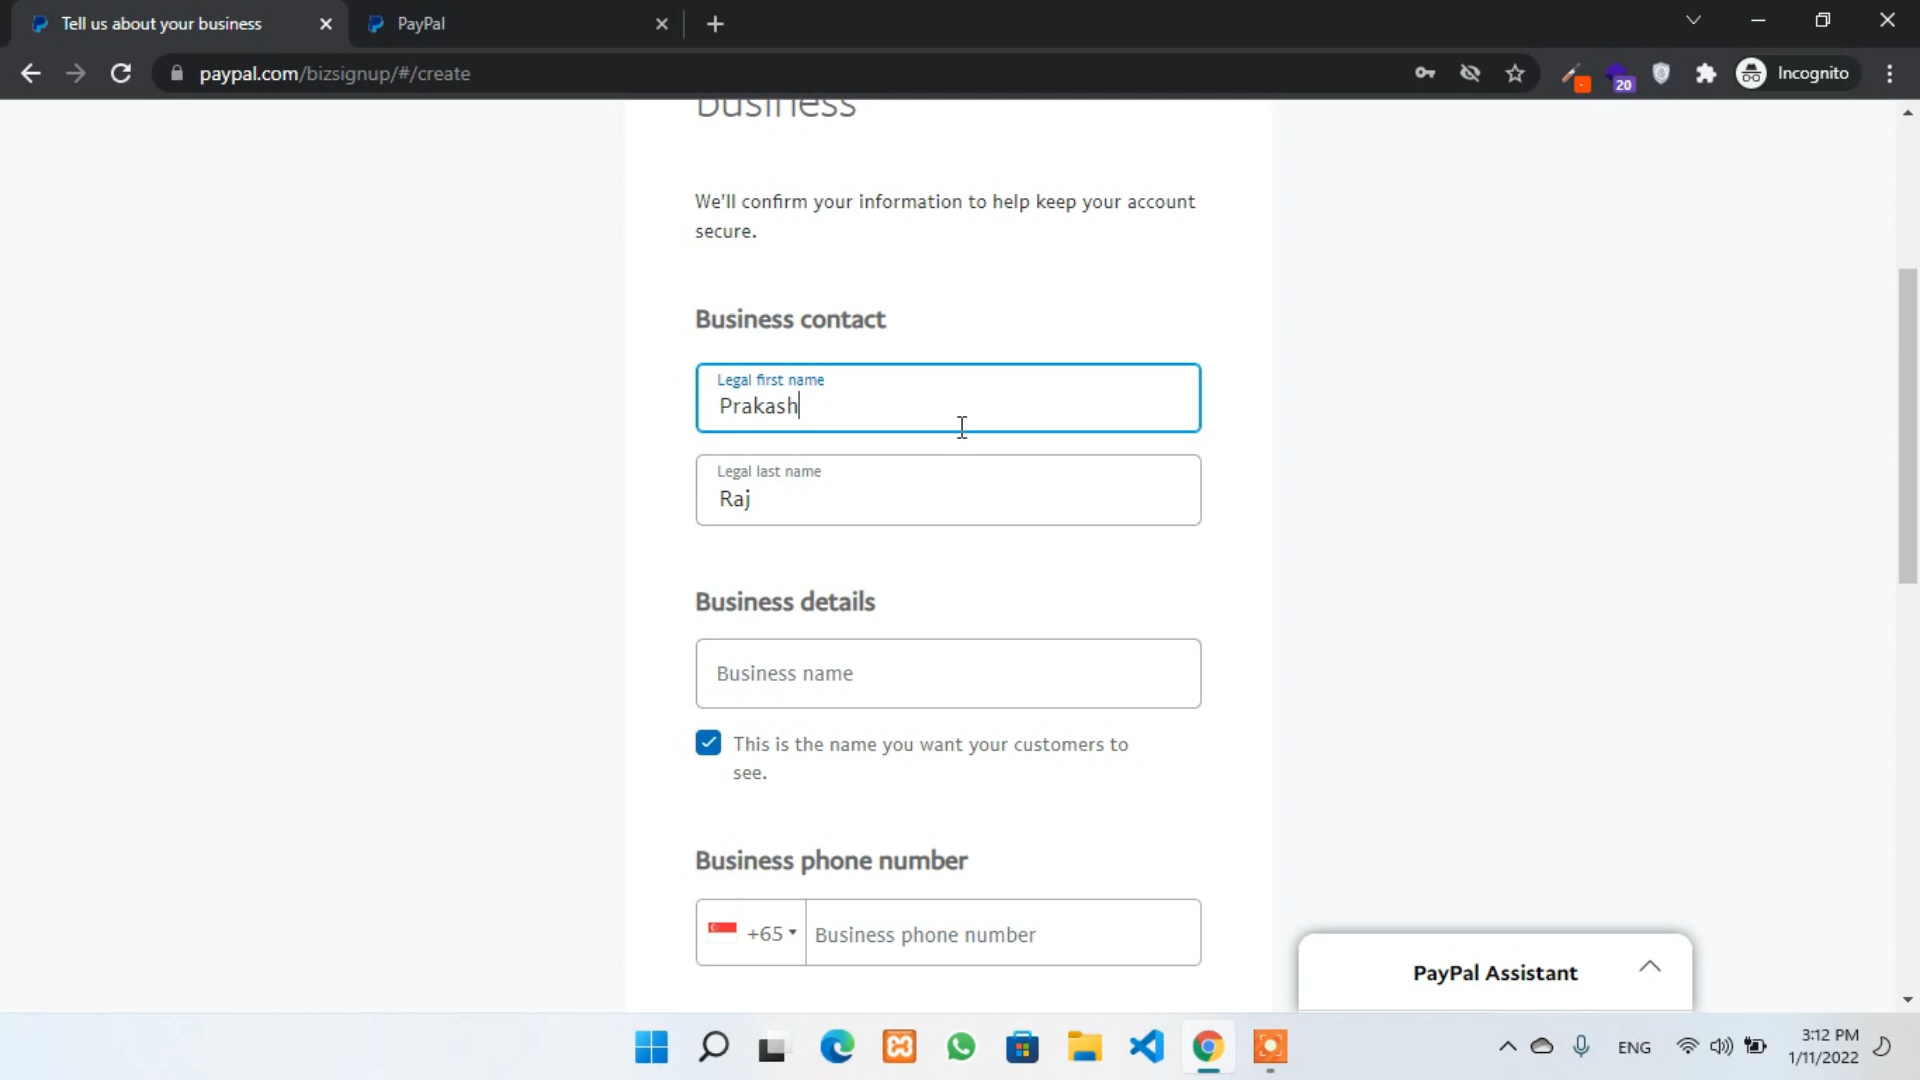 Tell us about your business
PayPal
paypal.com/bizsignup/#/create
20
Incognito
business
We'll confirm your information to help keep your account
secure.
Business contact
Legal first name
Prakash
Legal last name
Raj
Business details
Business name
This is the name you want your customers to
see.
Business phone number
+65
Business phone number
PayPal Assistant
ENG
3:12 PM
1/11/2022